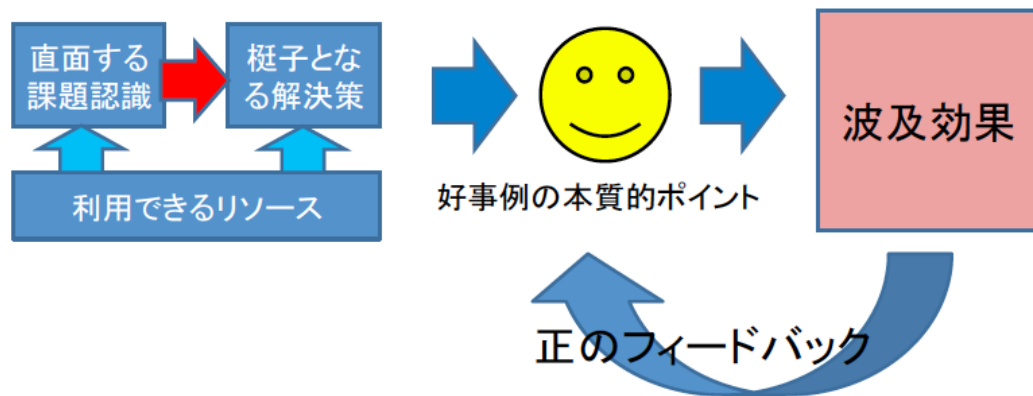 直面する
課題認識
梃子とな
る解決策
利用できるリソース
好事例の本質的ポイント
波及効果
正のフィードバック